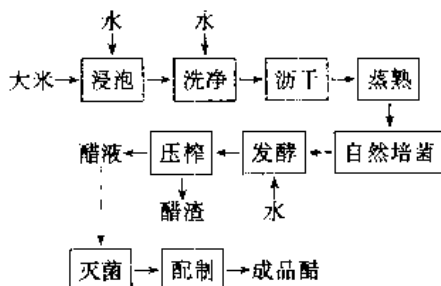 水 水
大米 浸泡 洗净 沥干 蒸熟
醋液 压榨 发酵 自然培菌
醋渣 水
灭菌 配制 成品醋